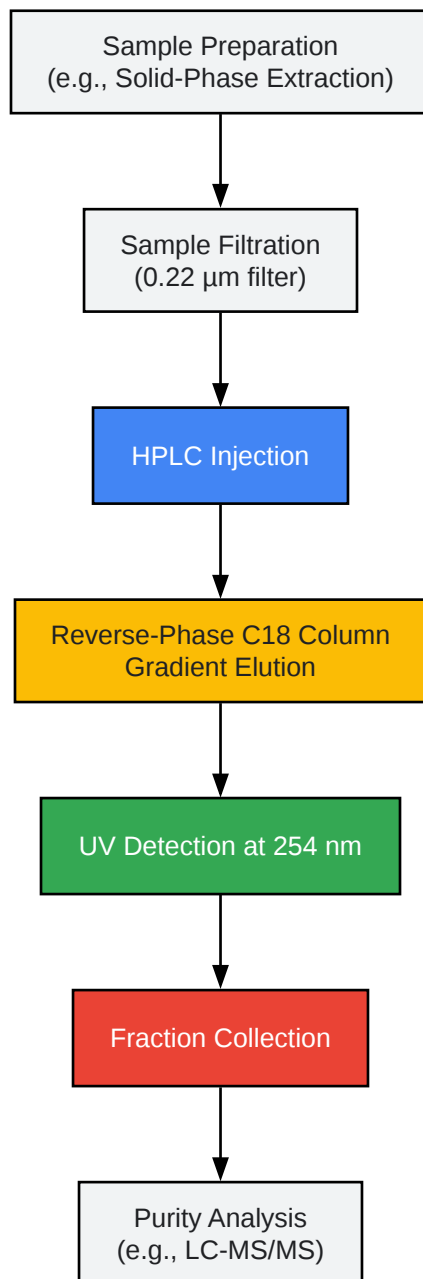 Sample Preparation
(e.g., Solid-Phase Extraction)
Sample Filtration
(0.22 µm filter)
HPLC Injection
Reverse-Phase C18 Column
Gradient Elution
UV Detection at 254 nm
Fraction Collection
Purity Analysis
(e.g., LC-MS/MS)